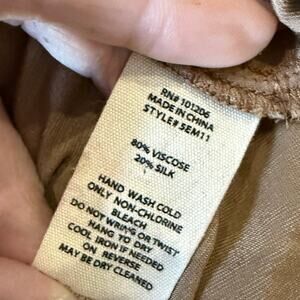 RN# 101206
MADE IN CHINA
STYLE# 5EM11
80% VISCOSE
20% SILK
HAND WASH COLD
ONLY NON-CHLORINE
BLEACH
DO NOT WRING OR TWIST
HANG TO DRY
COOL IRON IF NEEDED
ON REVERSE
MAY BE DRY CLEANED